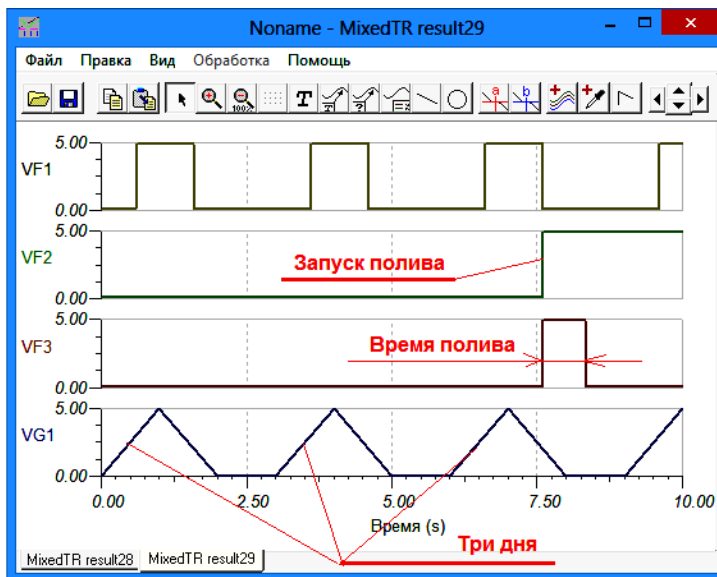 Noname - MixedTR result29
Файл Правка Вид Обработка Помощь
100% T T ? a b
VF1 5.00
0.00
VF2 5.00
Запуск полива
0.00
VF3 5.00
Время полива
0.00
VG1 5.00
0.00
0.00 2.50 5.00 7.50 10.00
Время (s)
Три дня
MixedTR result28 MixedTR result29